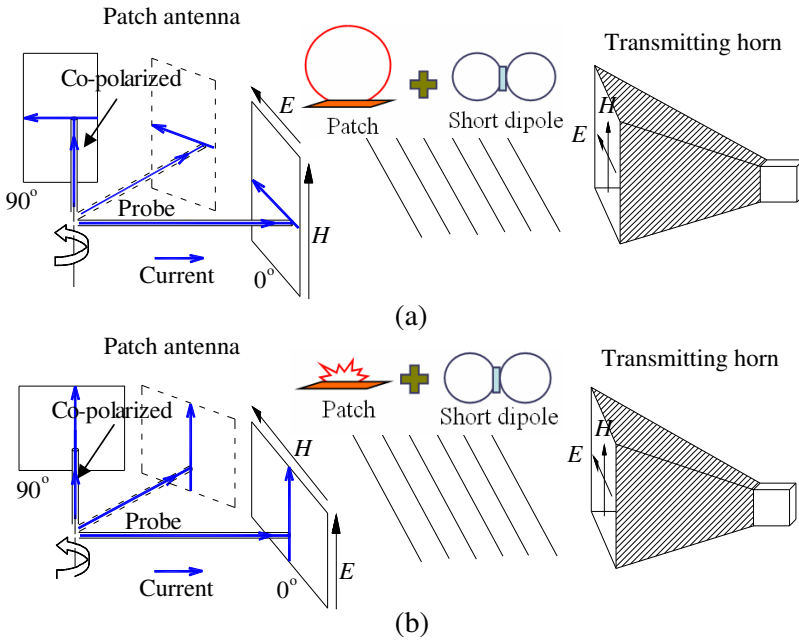 Patch antenna
Transmitting horn
Co-polarized
E
Patch
Short dipole
H
E
90°
Probe
H
Current
0°
(a)
Patch antenna
Transmitting horn
Co-polarized
Patch
Short dipole
H
H
E
90°
Probe
E
Current
0°
(b)